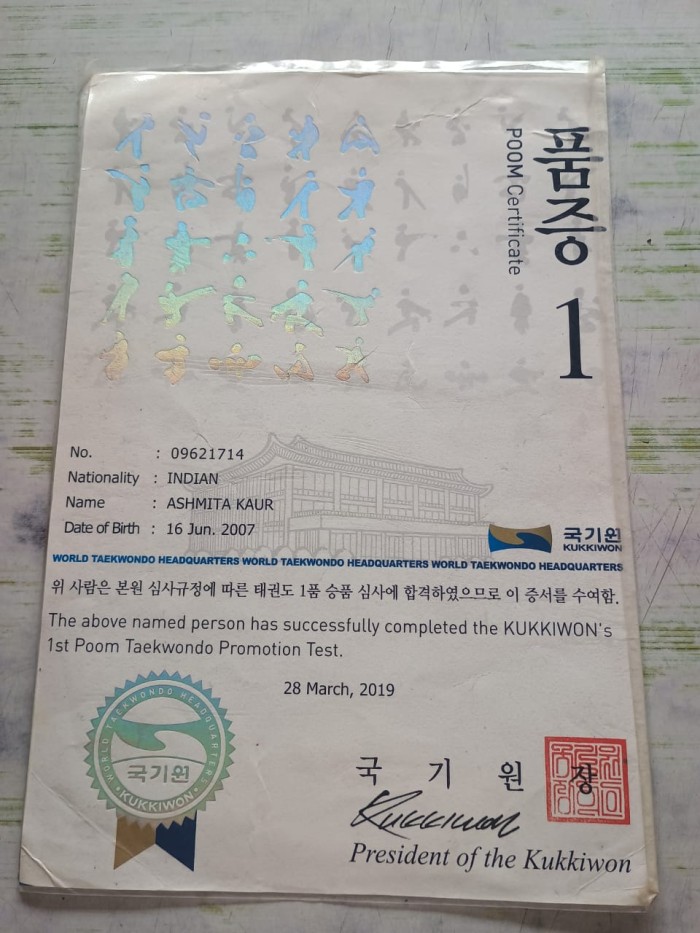 품증
POOM Certificate
1
No. : 09621714
Nationality : INDIAN
Name : ASHMITA KAUR
Date of Birth : 16 Jun. 2007
국기원
KUKKIWON
WORLD TAEKWONDO HEADQUARTERS WORLD TAEKWONDO HEADQUARTERS WORLD TAEKWONDO HEADQUARTERS
위 사람은 본원 심사규정에 따른 태권도 1품 승품 심사에 합격하였으므로 이 증서를 수여함.
The above named person has successfully completed the KUKKIWON's
1st Poom Taekwondo Promotion Test.
28 March, 2019
WORLD TAEKWONDO HEADQUARTERS
국기원
KUKKIWON
국 기 원 장
Kukkiwon
President of the Kukkiwon